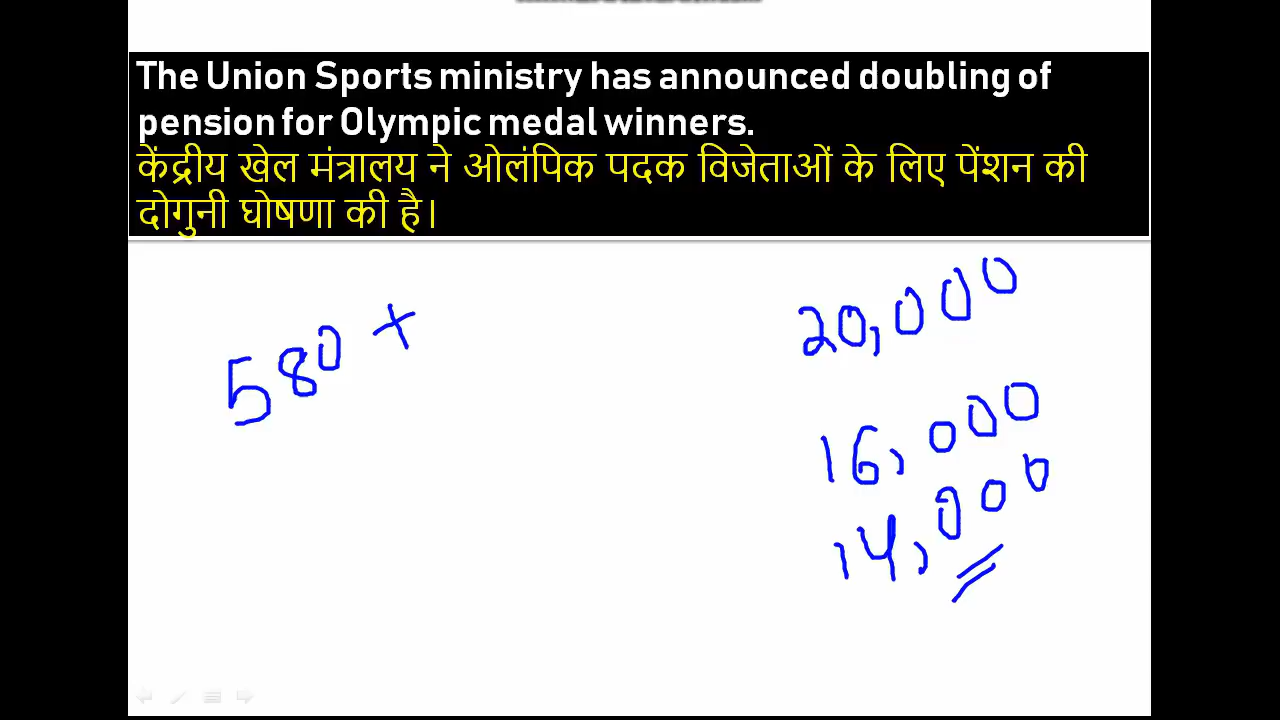 The Union Sports ministry has announced doubling of
pension for Olympic medal winners.
केंद्रीय खेल मंत्रालय ने ओलंपिक पदक विजेताओं के लिए पेंशन की
दोगुनी घोषणा की है।
580 +
20,000
16,000
14,000